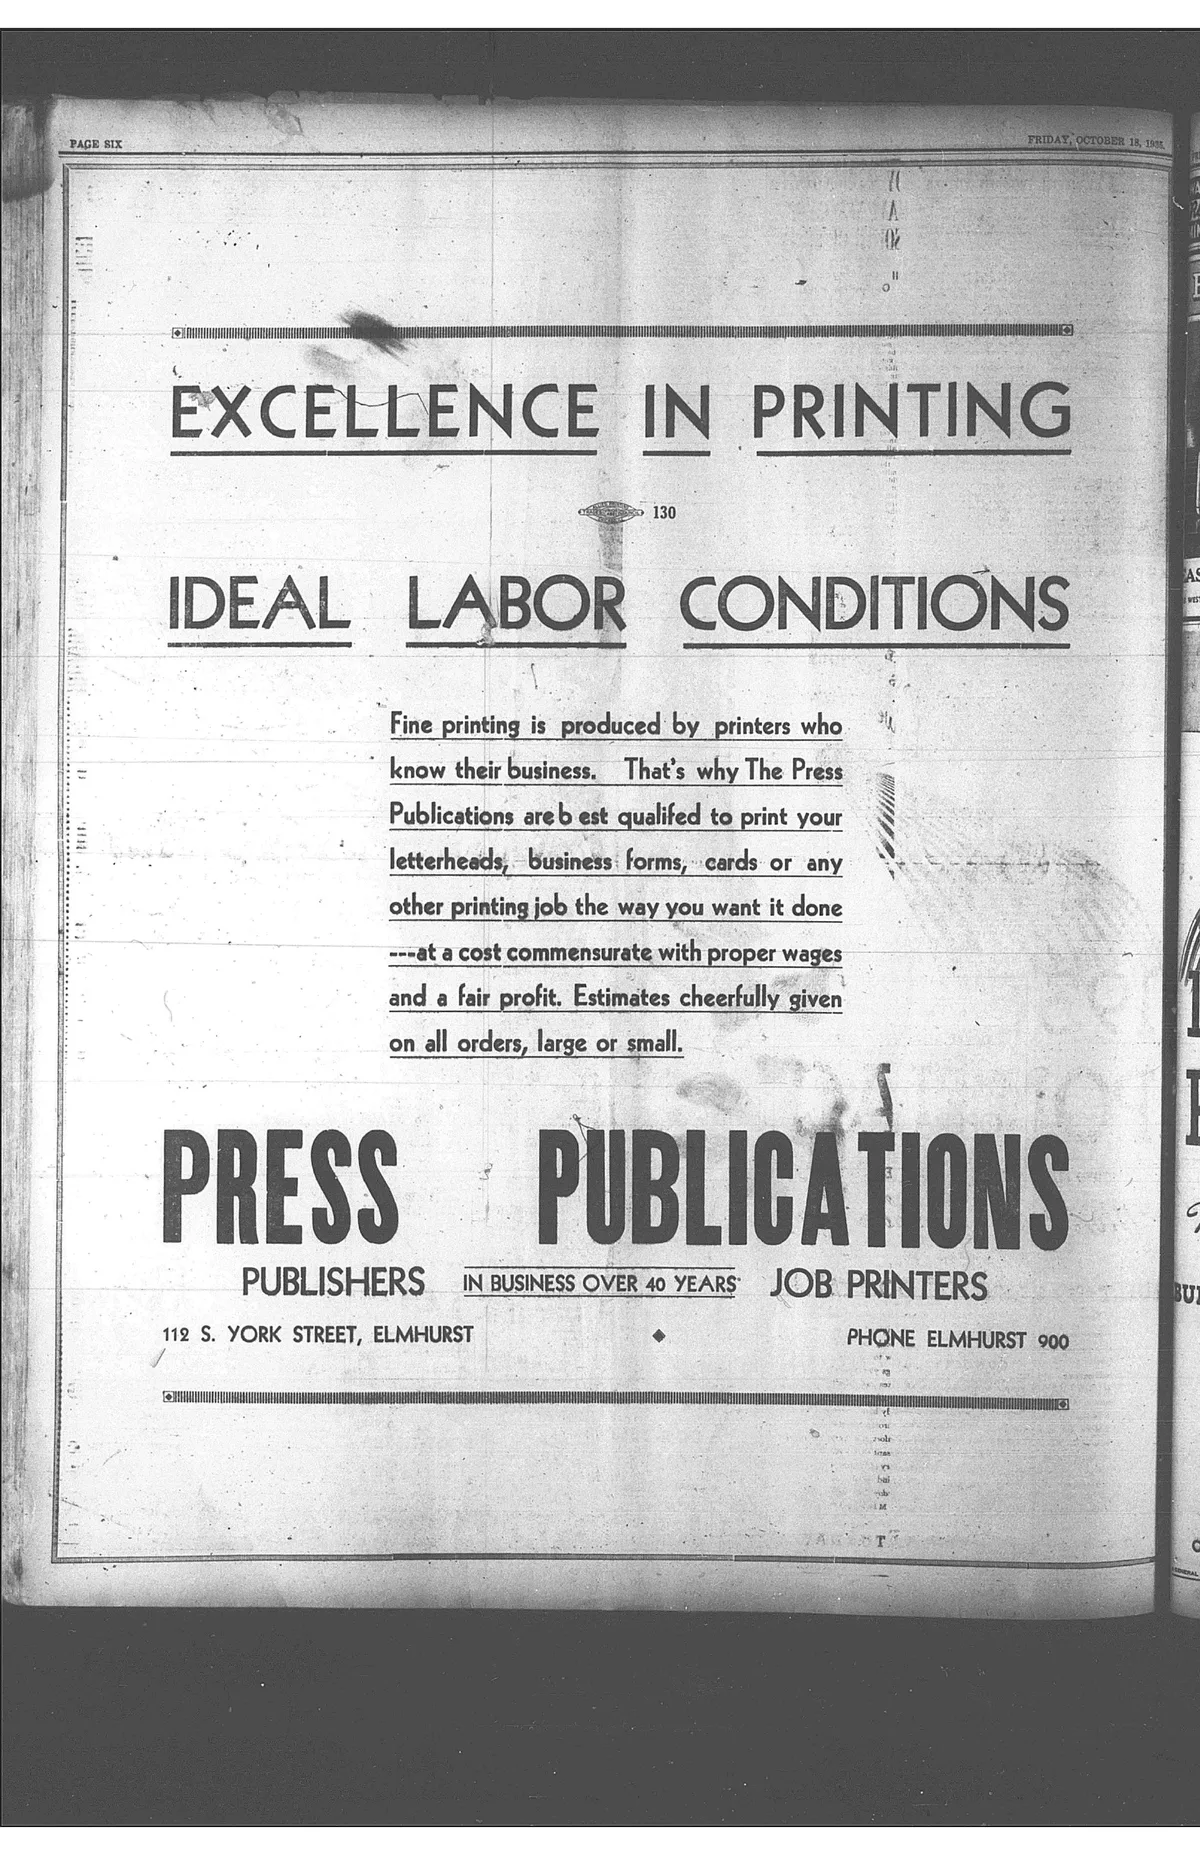 PAGE SIX
FRIDAY, OCTOBER 18, 1935.
EXCELLENCE IN PRINTING
130
IDEAL LABOR CONDITIONS
Fine printing is produced by printers who
know their business. That's why The Press
Publications are b est qualifed to print your
letterheads, business forms, cards or any
other printing job the way you want it done
---at a cost commensurate with proper wages
and a fair profit. Estimates cheerfully given
on all orders, large or small.
PRESS PUBLICATIONS
PUBLISHERS IN BUSINESS OVER 40 YEARS JOB PRINTERS
112 S. YORK STREET, ELMHURST ◆ PHONE ELMHURST 900